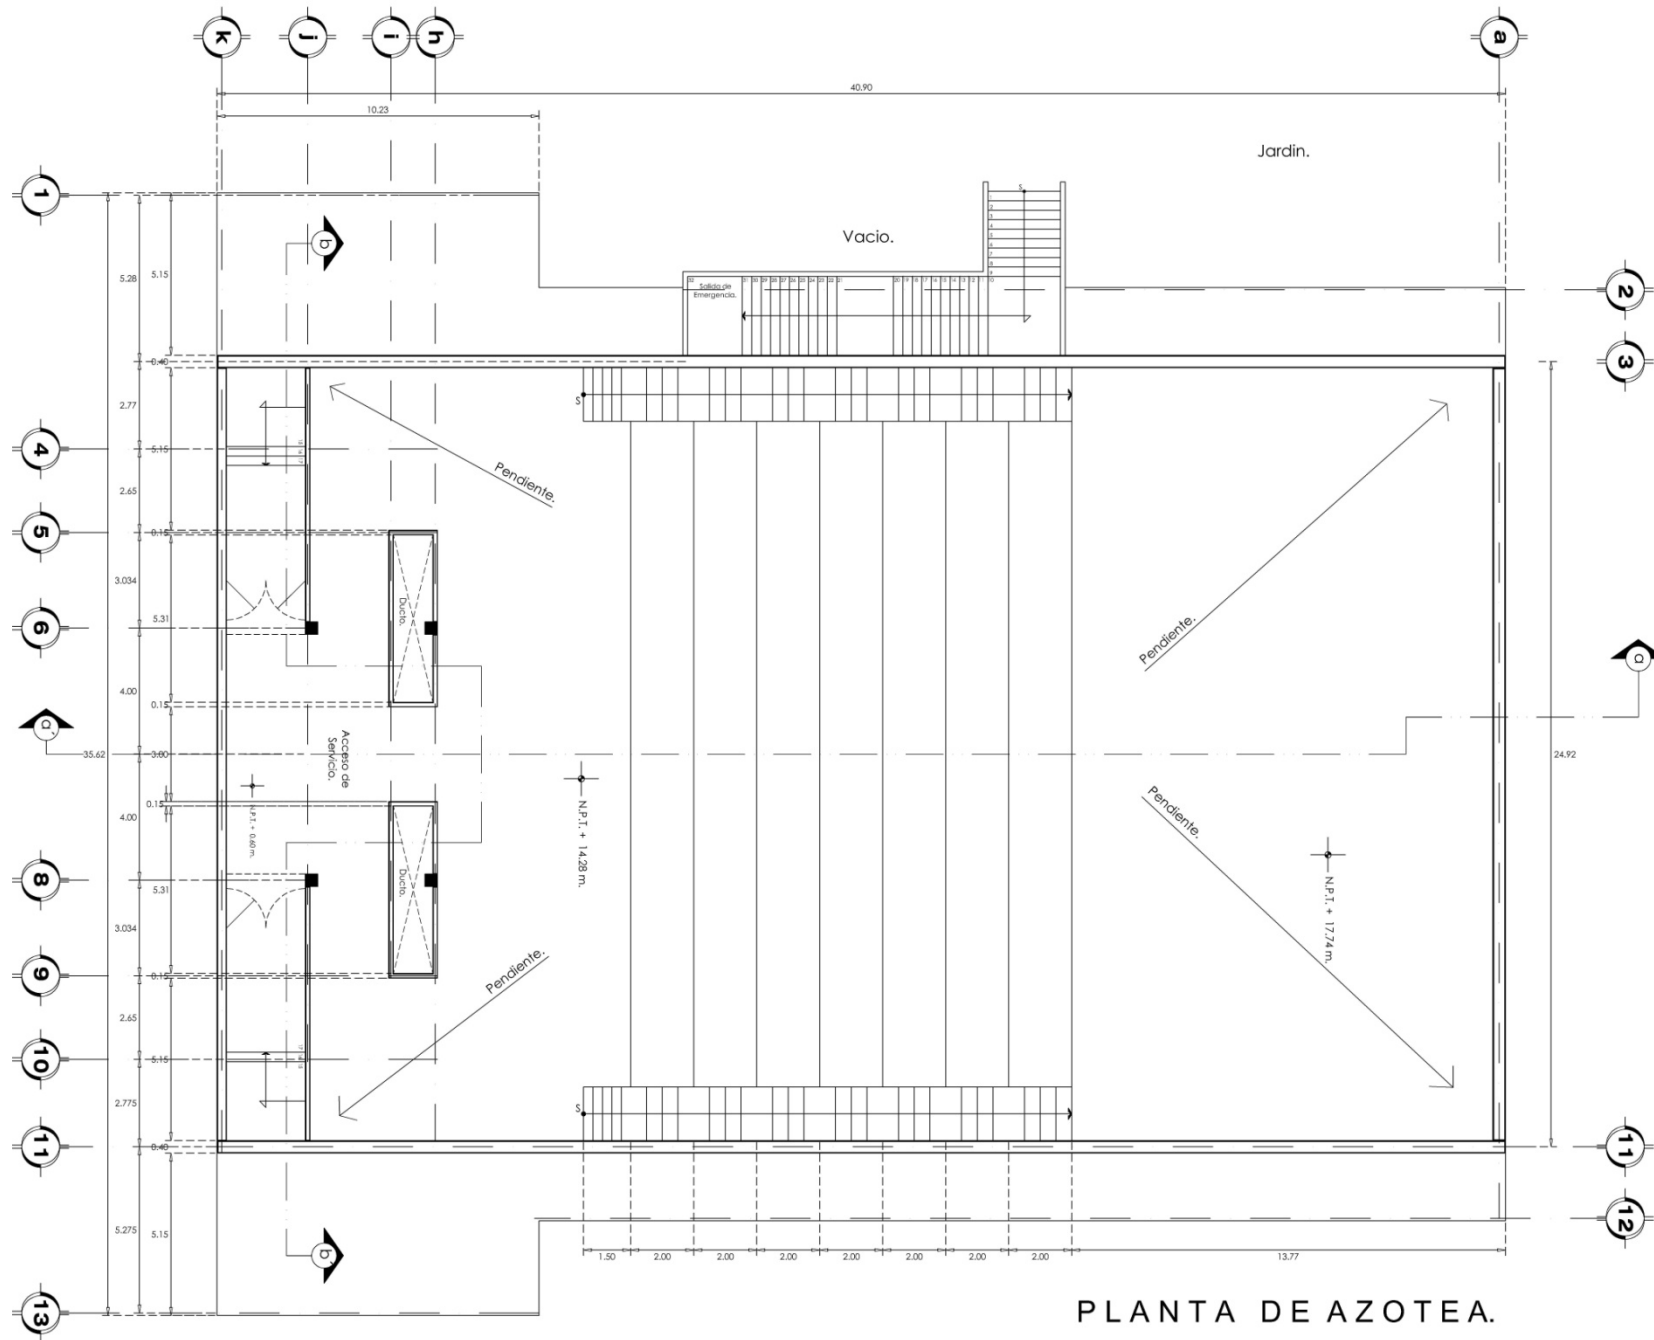 k
j
i
h
a
40.90
10.23
Jardin.
1
Vacio.
b
S
5.28
5.15
2
Salida de
Emergencia.
3
0.40
2.77
S
4
5.15
Pendiente.
2.65
5
0.15
3.034
Ducto.
5.31
6
Pendiente.
a
4.00
0.15
a'
35.62
3.00
Acceso de
Servicio.
24.92
N.P.T. + 0.60 m.
N.P.T. + 14.28 m.
Pendiente.
0.15
4.00
N.P.T. + 17.74 m.
8
5.31
Ducto.
3.034
Pendiente.
9
0.15
2.65
10
5.15
2.775
S
11
0.40
11
12
5.275
5.15
b'
1.50
2.00
2.00
2.00
2.00
2.00
2.00
2.00
13.77
13
PLANTA DE AZOTEA.